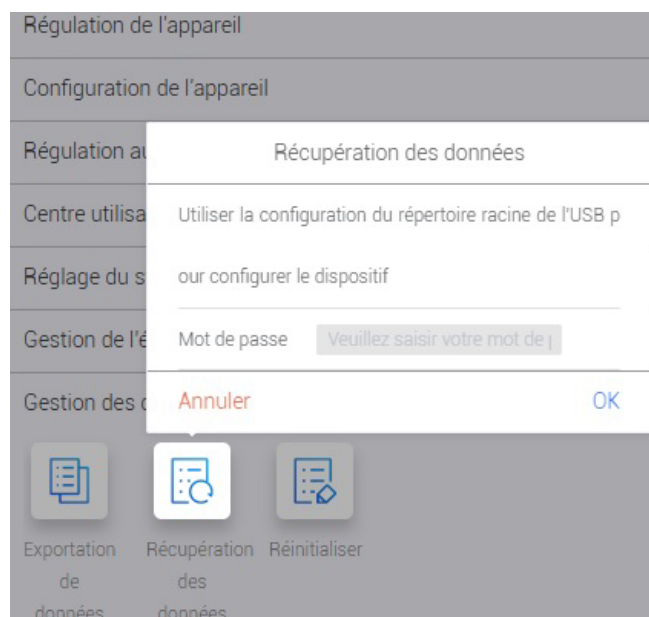 Régulation de l'appareil
Configuration de l'appareil
Régulation au
Récupération des données
Centre utilisa
Utiliser la configuration du répertoire racine de l'USB p
our configurer le dispositif
Réglage du s
Gestion de l'é
Mot de passe
Veuillez saisir votre mot de p
Gestion des d
Annuler
OK
Exportation
de
données
Récupération
des
données
Réinitialiser